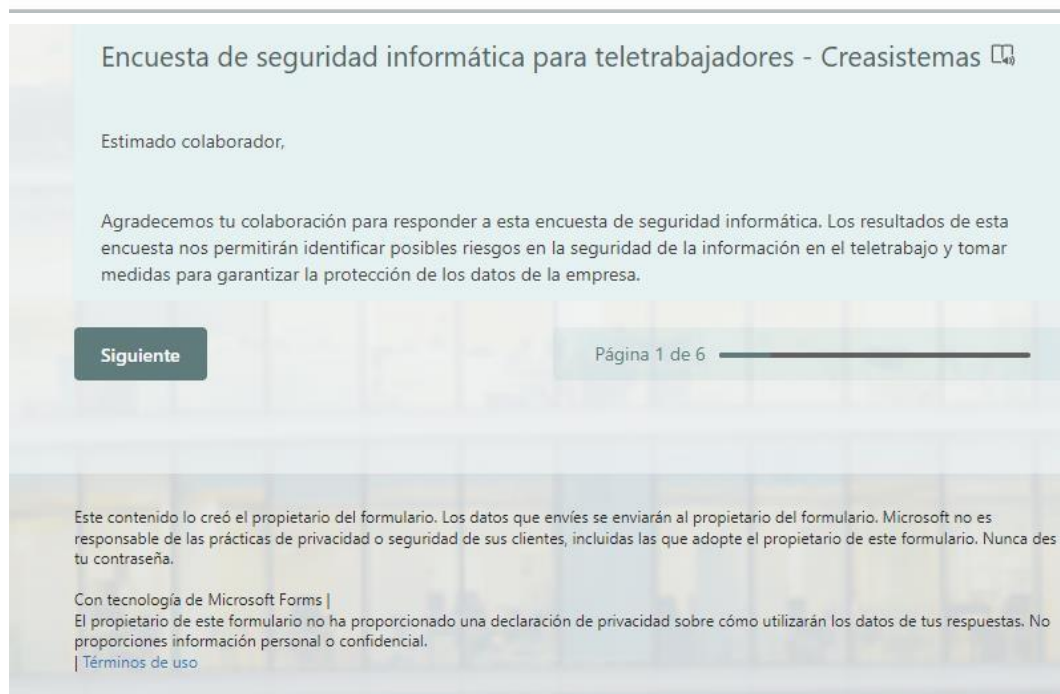 Encuesta de seguridad informática para teletrabajadores - Creasistemas
Estimado colaborador,
Agradecemos tu colaboración para responder a esta encuesta de seguridad informática. Los resultados de esta
encuesta nos permitirán identificar posibles riesgos en la seguridad de la información en el teletrabajo y tomar
medidas para garantizar la protección de los datos de la empresa.
Siguiente
Página 1 de 6
Este contenido lo creó el propietario del formulario. Los datos que envíes se enviarán al propietario del formulario. Microsoft no es
responsable de las prácticas de privacidad o seguridad de sus clientes, incluidas las que adopte el propietario de este formulario. Nunca des
tu contraseña.
Con tecnología de Microsoft Forms |
El propietario de este formulario no ha proporcionado una declaración de privacidad sobre cómo utilizarán los datos de tus respuestas. No
proporciones información personal o confidencial.
| Términos de uso